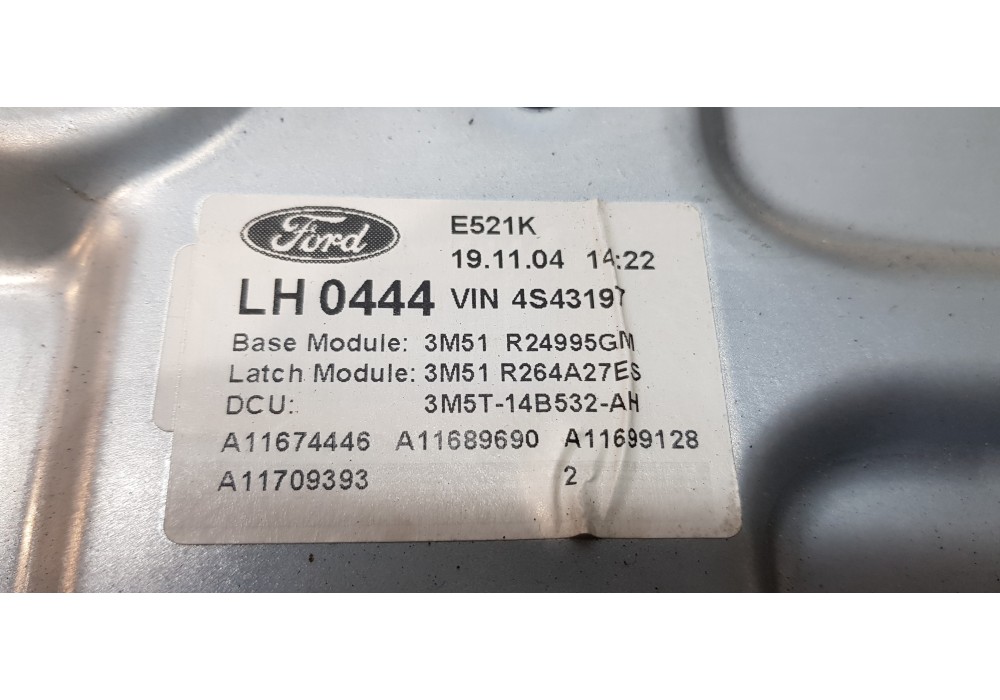 Ford
E521K
19.11.04 14:22
LH 0444 VIN 4S43197
Base Module: 3M51 R24995GM
Latch Module: 3M51 R264A27ES
DCU: 3M5T-14B532-AH
A11674446 A11689690 A11699128
A11709393 2